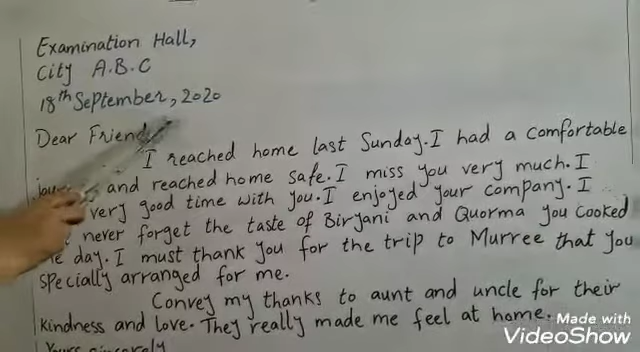 Examination Hall,
City A.B.C
18th September, 2020
Dear Friend
I reached home last Sunday. I had a comfortable
and reached home safe. I miss you very much. I
very good time with you. I enjoyed your company. I
never forget the taste of Biryani and Quorma you cooked
day. I must thank you for the trip to Murree that you
specially arranged for me.
Convey my thanks to aunt and uncle for their
kindness and love. They really made me feel at home.
Yours sincerely
Made with
VideoShow